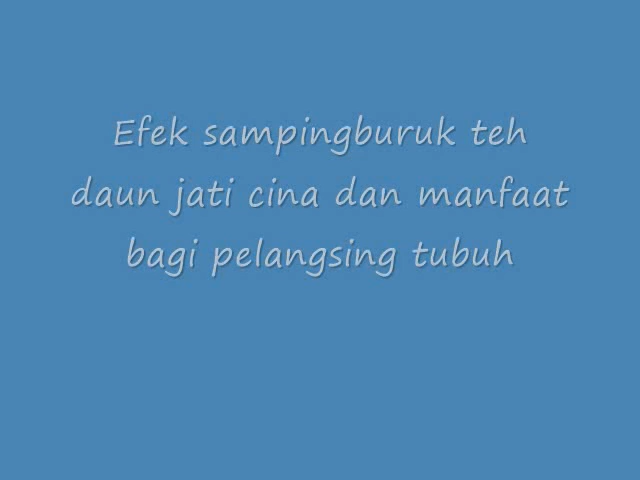 Efek sampingburuk teh
daun jati cina dan manfaat
bagi pelangsing tubuh